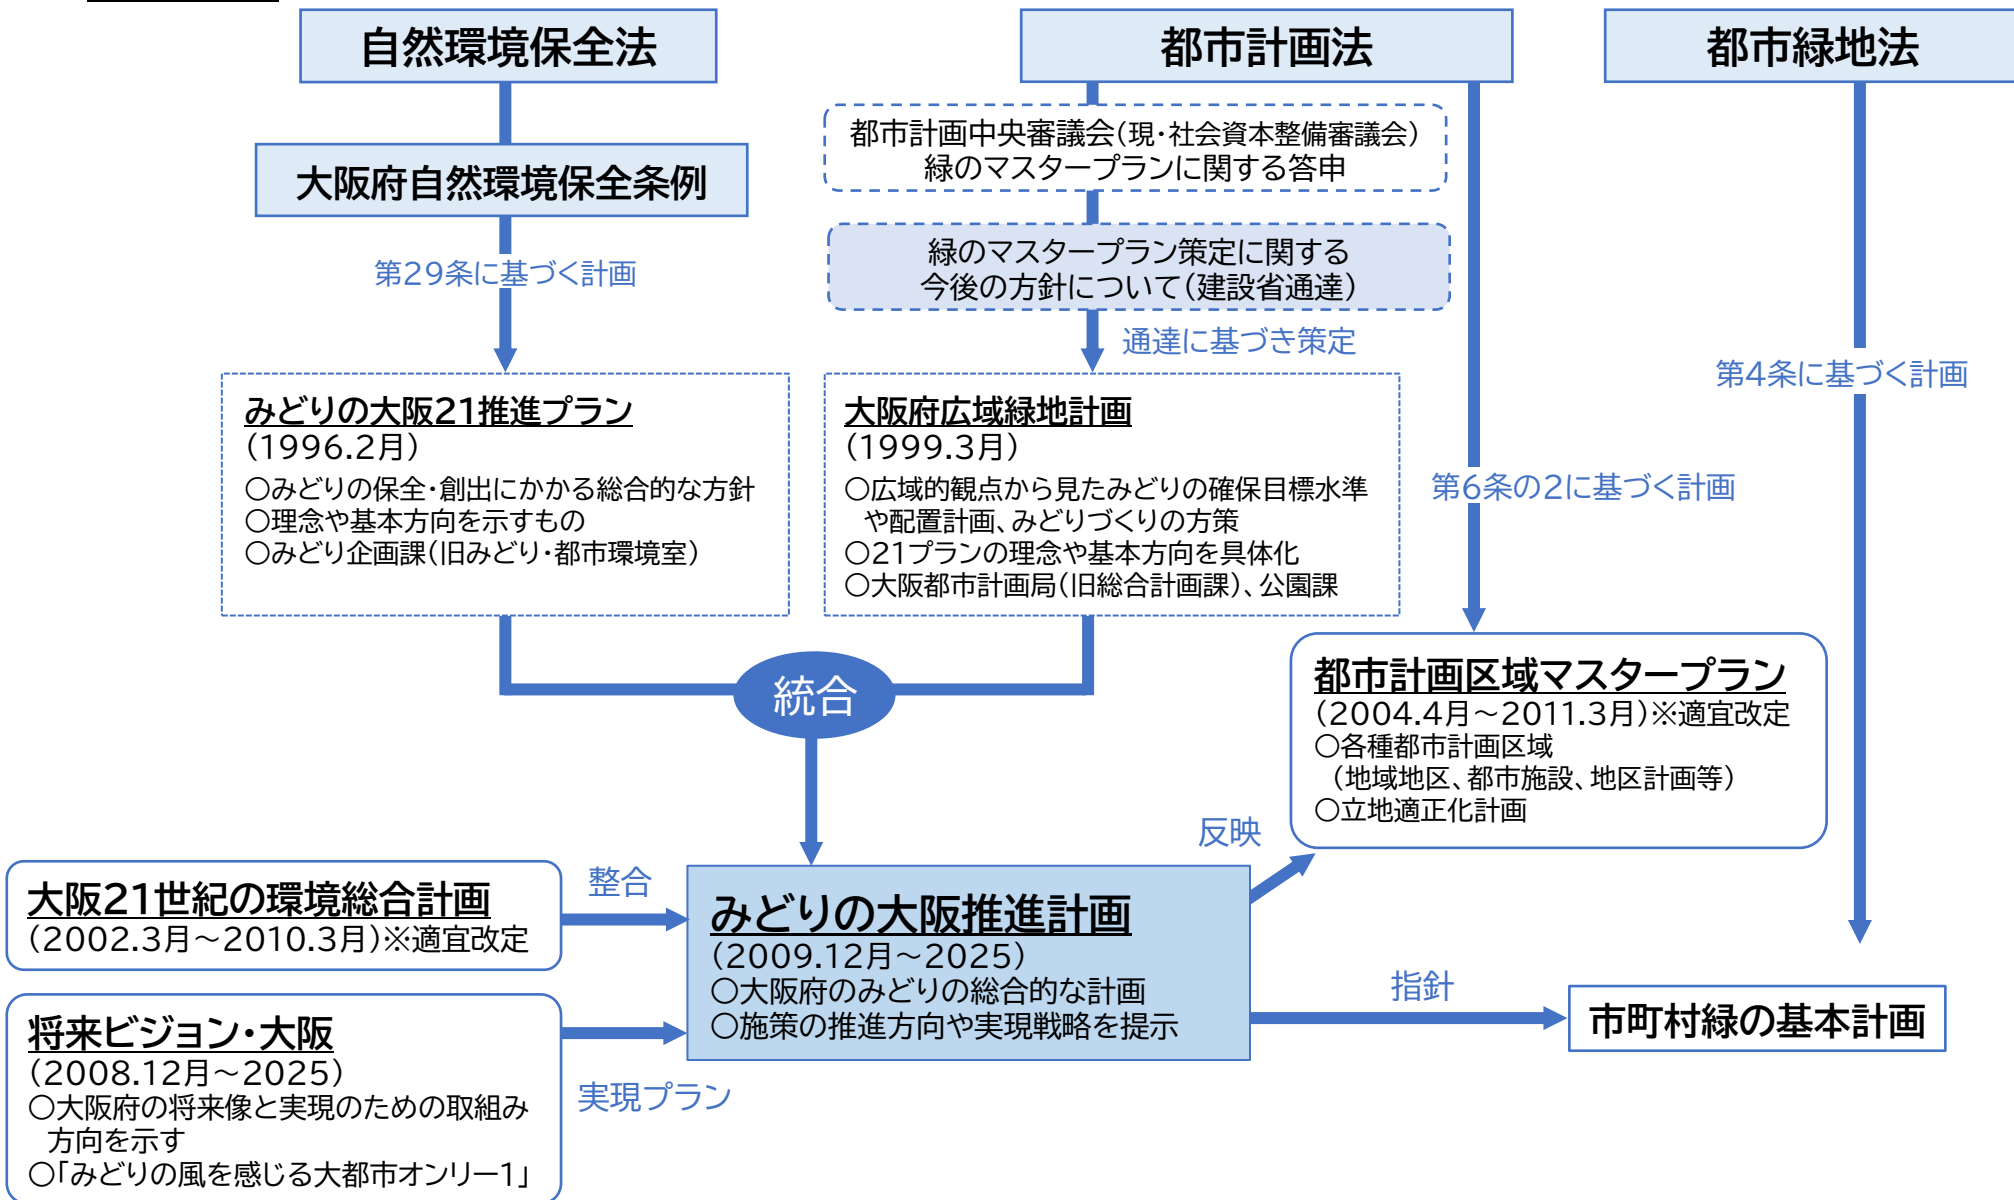 自然環境保全法
都市計画法
都市緑地法
都市計画中央審議会(現・社会資本整備審議会)
緑のマスタープランに関する答申
大阪府自然環境保全条例
緑のマスタープラン策定に関する
今後の方針について(建設省通達)
第29条に基づく計画
通達に基づき策定
第4条に基づく計画
みどりの大阪21推進プラン
(1996.2月)
○みどりの保全・創出にかかる総合的な方針
○理念や基本方向を示すもの
○みどり企画課(旧みどり・都市環境室)
大阪府広域緑地計画
(1999.3月)
○広域的観点から見たみどりの確保目標水準
や配置計画、みどりづくりの方策
○21プランの理念や基本方向を具体化
○大阪都市計画局(旧総合計画課)、公園課
第6条の2に基づく計画
統合
都市計画区域マスタープラン
(2004.4月~2011.3月)※適宜改定
○各種都市計画区域
(地域地区、都市施設、地区計画等)
○立地適正化計画
反映
大阪21世紀の環境総合計画
(2002.3月~2010.3月)※適宜改定
整合
みどりの大阪推進計画
(2009.12月~2025)
○大阪府のみどりの総合的な計画
○施策の推進方向や実現戦略を提示
指針
市町村緑の基本計画
将来ビジョン・大阪
(2008.12月~2025)
○大阪府の将来像と実現のための取組み
方向を示す
○「みどりの風を感じる大都市オンリー1」
実現プラン